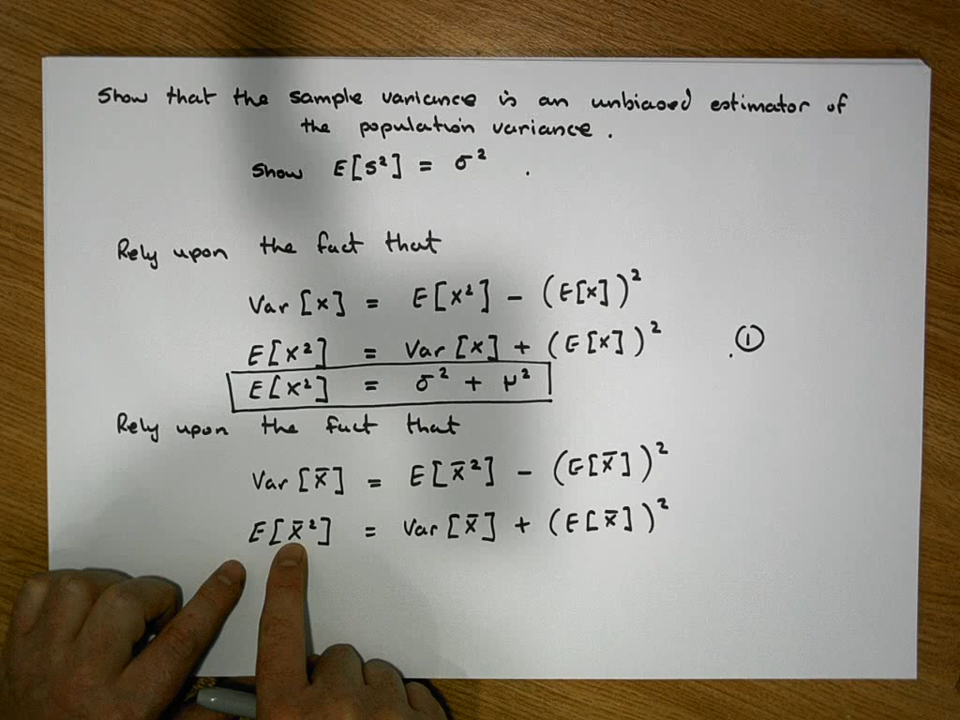 Show that the sample variance is an unbiased estimator of
the population variance.
Show E[S²] = σ².
Rely upon the fact that
Var[X] = E[X²] - (E[X])²
E[X²] = Var[X] + (E[X])² ①
E[X²] = σ² + μ²
Rely upon the fact that
Var[X̄] = E[X̄²] - (E[X̄])²
E[X̄²] = Var[X̄] + (E[X̄])²